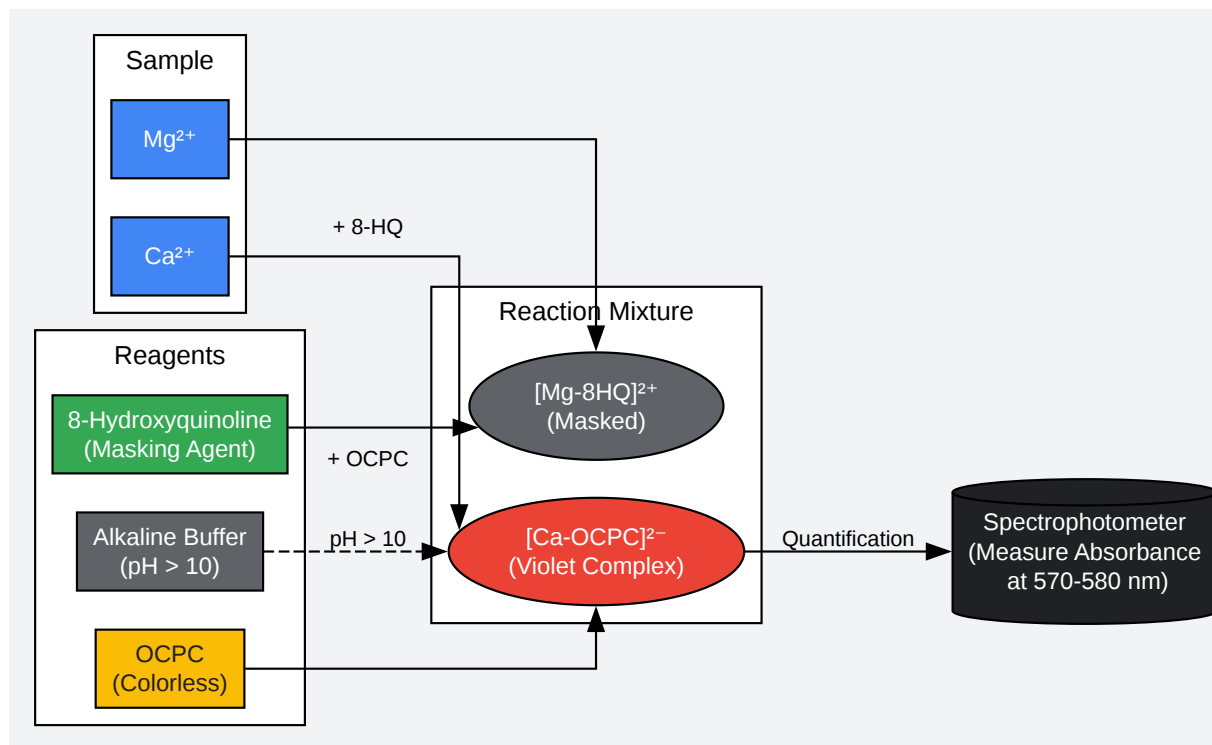 Sample
Mg²⁺
Ca²⁺
+ 8-HQ
Reagents
8-Hydroxyquinoline
(Masking Agent)
Alkaline Buffer
(pH > 10)
OCPC
(Colorless)
+ OCPC
pH > 10
Reaction Mixture
[Mg-8HQ]²⁺
(Masked)
[Ca-OCPC]²⁻
(Violet Complex)
Quantification
Spectrophotometer
(Measure Absorbance
at 570-580 nm)